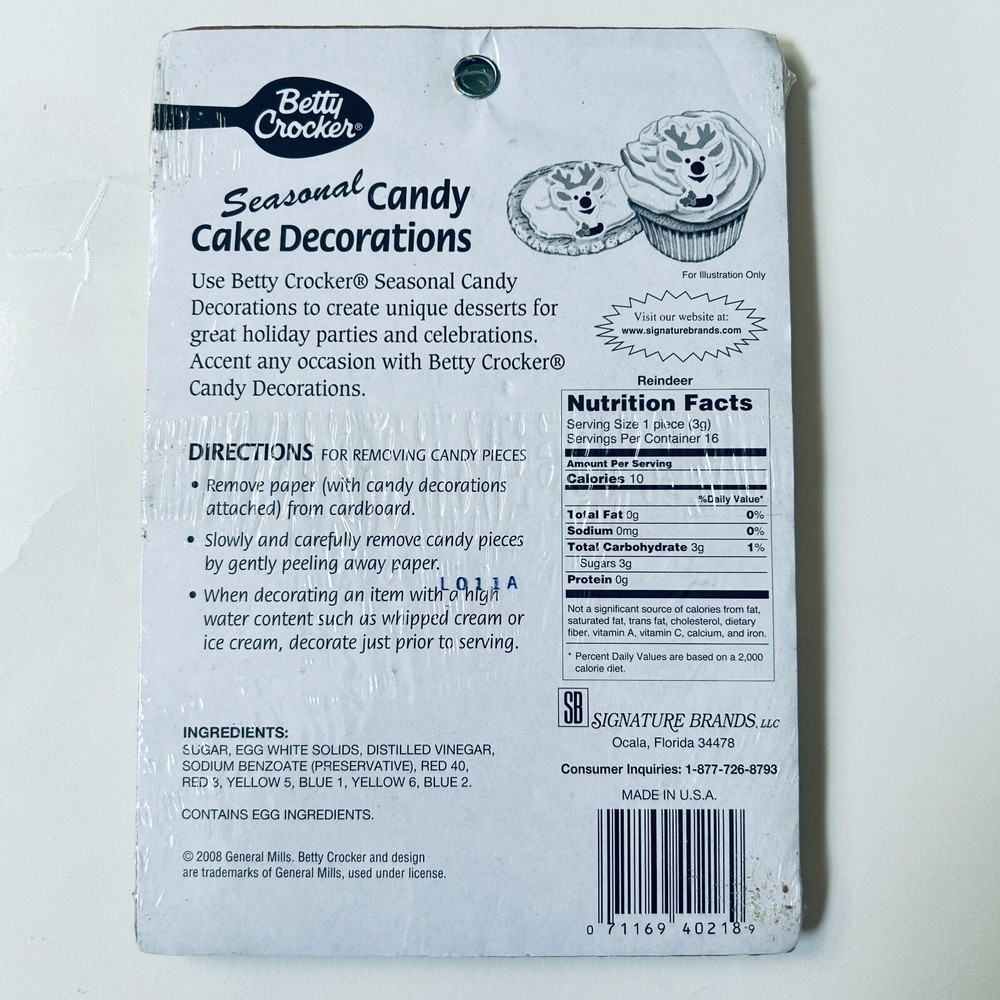 Betty
Crocker®
Seasonal Candy
Cake Decorations
Use Betty Crocker® Seasonal Candy
Decorations to create unique desserts for
great holiday parties and celebrations.
Accent any occasion with Betty Crocker®
Candy Decorations.
For Illustration Only
Visit our website at:
www.signaturebrands.com
DIRECTIONS FOR REMOVING CANDY PIECES
• Remove paper (with candy decorations
attached) from cardboard.
• Slowly and carefully remove candy pieces
by gently peeling away paper.
L011A
• When decorating an item with a high
water content such as whipped cream or
ice cream, decorate just prior to serving.
Reindeer
Nutrition Facts
Serving Size 1 piece (3g)
Servings Per Container 16
Amount Per Serving
Calories 10
%Daily Value*
Total Fat 0g 0%
Sodium 0mg 0%
Total Carbohydrate 3g 1%
Sugars 3g
Protein 0g
Not a significant source of calories from fat,
saturated fat, trans fat, cholesterol, dietary
fiber, vitamin A, vitamin C, calcium, and iron.
* Percent Daily Values are based on a 2,000
calorie diet.
INGREDIENTS:
SUGAR, EGG WHITE SOLIDS, DISTILLED VINEGAR,
SODIUM BENZOATE (PRESERVATIVE), RED 40,
RED 3, YELLOW 5, BLUE 1, YELLOW 6, BLUE 2.
CONTAINS EGG INGREDIENTS.
© 2008 General Mills. Betty Crocker and design
are trademarks of General Mills, used under license.
SB SIGNATURE BRANDS, LLC
Ocala, Florida 34478
Consumer Inquiries: 1-877-726-8793
MADE IN U.S.A.
0 71169 40218 9